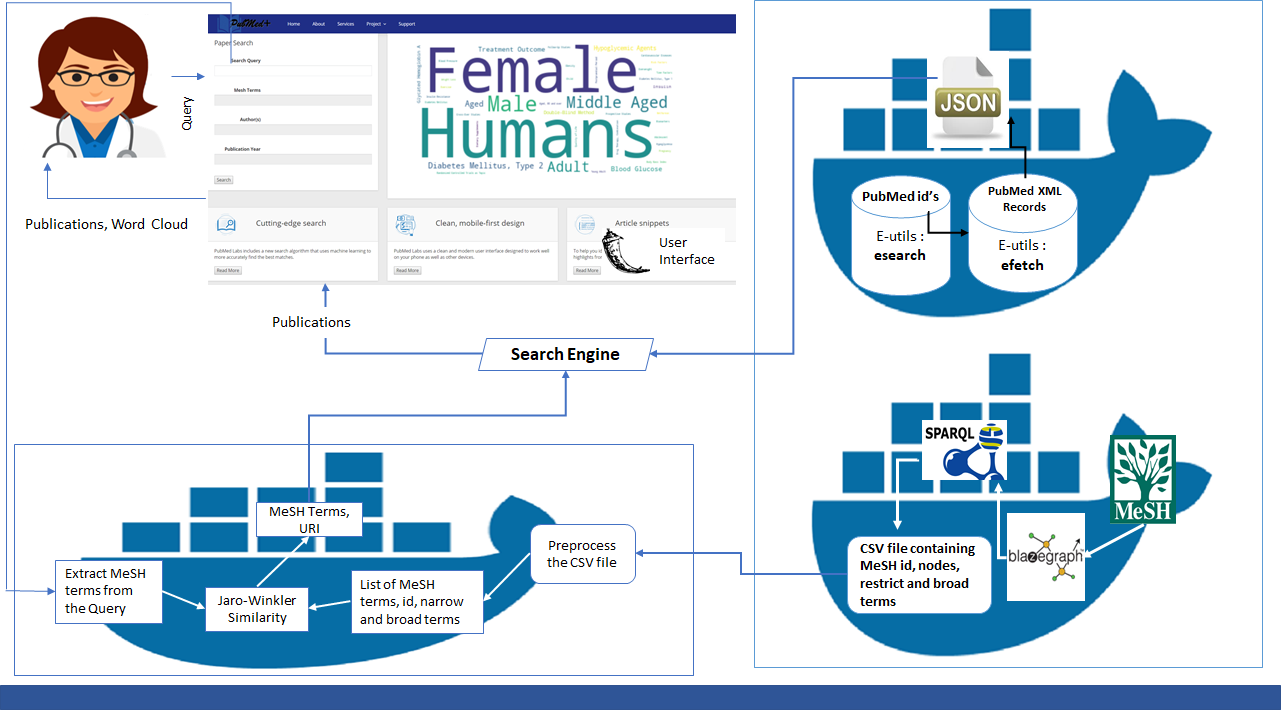 PubMed+
Home About Services Project Support
Paper Search
Search Query
Mesh Terms
Author(s)
Publication Year
Search
Treatment Outcome
Hypoglycemic Agents
Female
Aged Male Middle Aged
Humans
Diabetes Mellitus, Type 2 Adult Blood Glucose
Query
Publications, Word Cloud
Cutting-edge search
PubMed Labs includes a new search algorithm that uses machine learning to
more accurately find the best matches.
Read More
Clean, mobile-first design
PubMed Labs uses a clean and modern user interface designed to work well
on your phone as well as other devices.
Read More
Article snippets
To help you
highlights from
Read More
User
Interface
Publications
Search Engine
JSON
PubMed id's
E-utils :
esearch
PubMed XML
Records
E-utils :
efetch
SPARQL
MeSH
blazegraph
CSV file containing
MeSH id, nodes,
restrict and broad
terms
MeSH Terms,
URI
Preprocess
the CSV file
Extract MeSH
terms from
the Query
Jaro-Winkler
Similarity
List of MeSH
terms, id, narrow
and broad terms